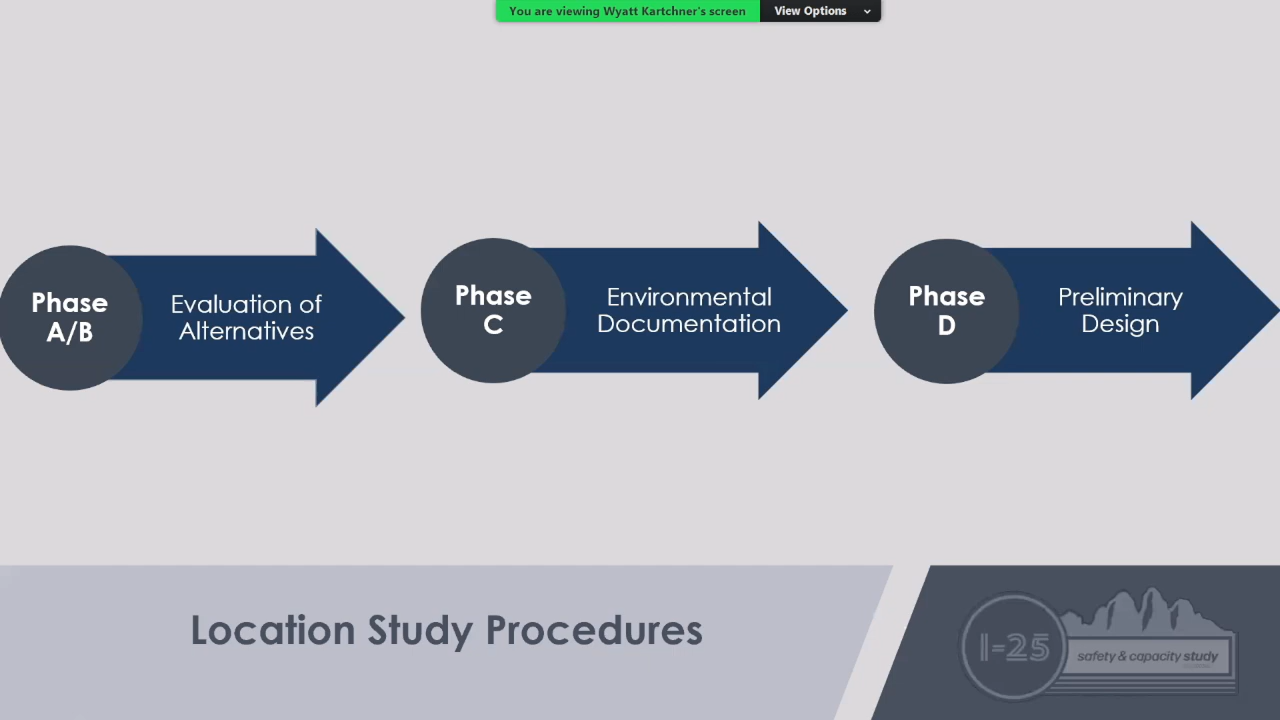 You are viewing Wyatt Kartchner's screen
View Options
Phase
A/B
Evaluation of
Alternatives
Phase
C
Environmental
Documentation
Phase
D
Preliminary
Design
Location Study Procedures
I-25
safety & capacity study